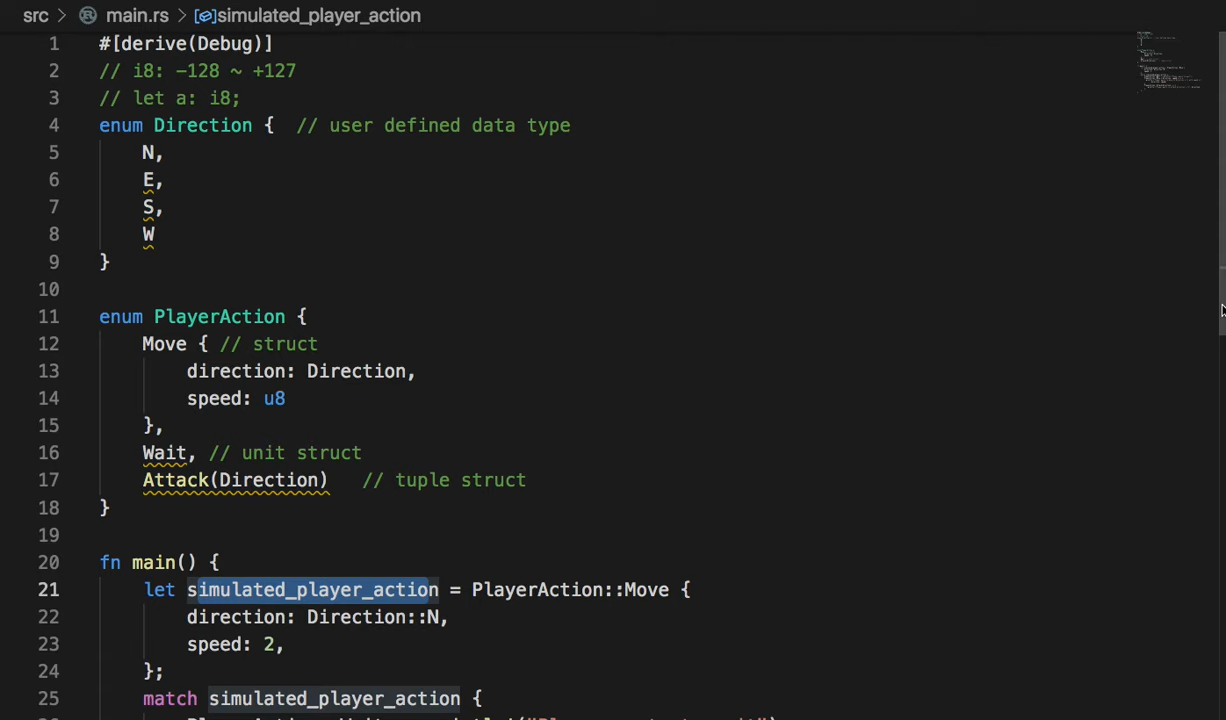 src > main.rs > simulated_player_action
1 #[derive(Debug)]
2 // i8: -128 ~ +127
3 // let a: i8;
4 enum Direction { // user defined data type
5 N,
6 E,
7 S,
8 W
9 }
10
11 enum PlayerAction {
12 Move { // struct
13 direction: Direction,
14 speed: u8
15 },
16 Wait, // unit struct
17 Attack(Direction) // tuple struct
18 }
19
20 fn main() {
21 let simulated_player_action = PlayerAction::Move {
22 direction: Direction::N,
23 speed: 2,
24 };
25 match simulated_player_action {